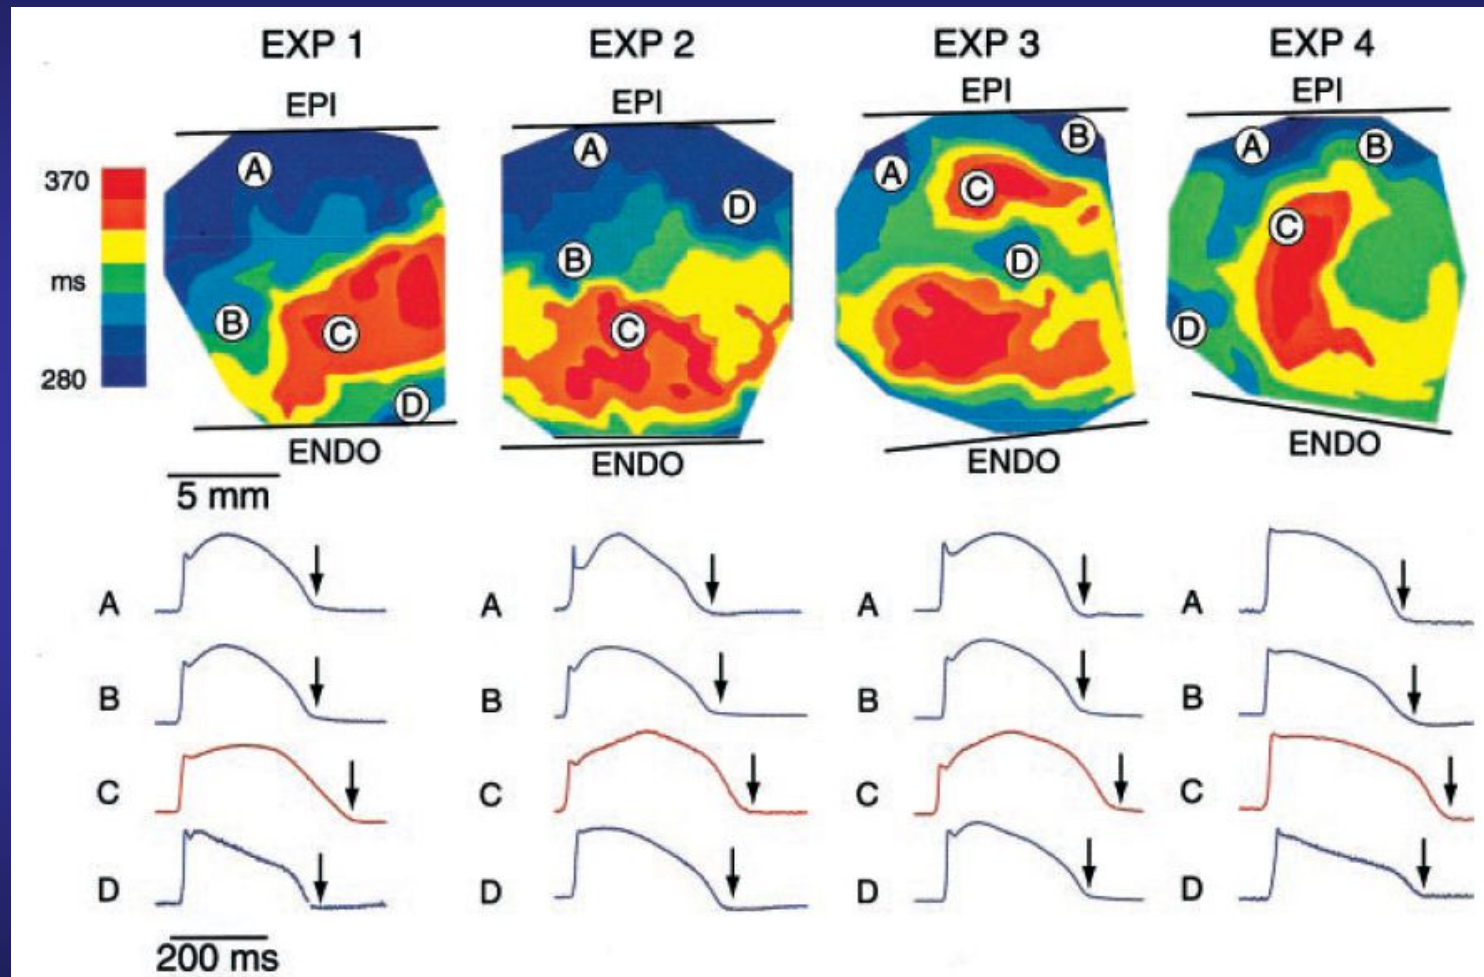 EXP 1 EXP 2 EXP 3 EXP 4
EPI EPI EPI EPI
370
ms
280
A B C D
A B C D
A B C D
A B C D
ENDO ENDO ENDO ENDO
5 mm
A A A A
B B B B
C C C C
D D D D
200 ms